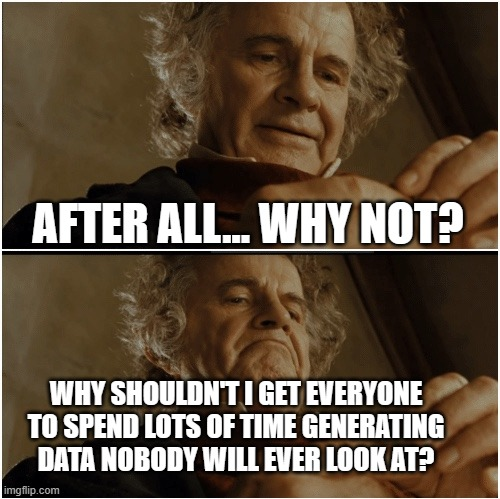 AFTER ALL... WHY NOT?
WHY SHOULDN'T I GET EVERYONE
TO SPEND LOTS OF TIME GENERATING
DATA NOBODY WILL EVER LOOK AT?
imgflip.com